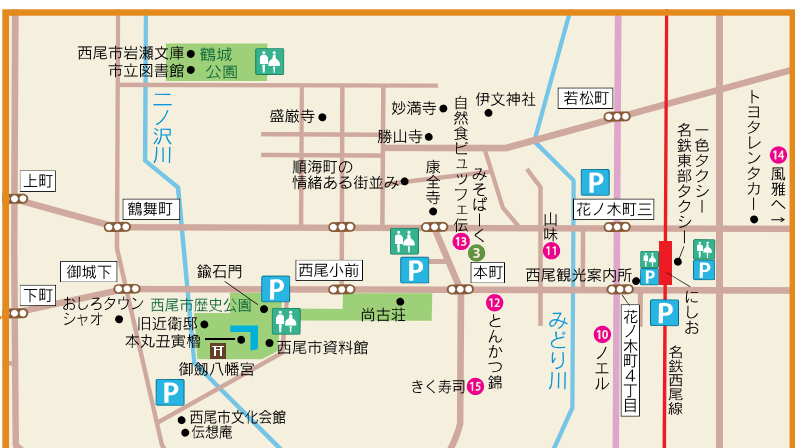 西尾市岩瀬文庫
市立図書館
鶴城
公園
二ノ沢川
盛巌寺
妙満寺
伊文神社
勝山寺
自然食ビュッフェ伝
13
若松町
順海町の
情緒ある街並み
康全寺
みそぱーく
3
上町
鶴舞町
山味
11
P
花ノ木町三
名鉄東部タクシー
一色タクシー
トヨタレンタカー
14
風雅へ→
御城下
鍮石門
西尾小前
P
本町
西尾観光案内所
P
P
下町
おしろタウン
シャオ
西尾市歴史公園
P
旧近衛邸
本丸丑寅櫓
西尾市資料館
御劔八幡宮
尚古荘
12
とんかつ錦
みどり川
10
ノエル
花ノ木町4丁目
P
にしお
名鉄西尾線
きく寿司
15
P
西尾市文化会館
伝想庵